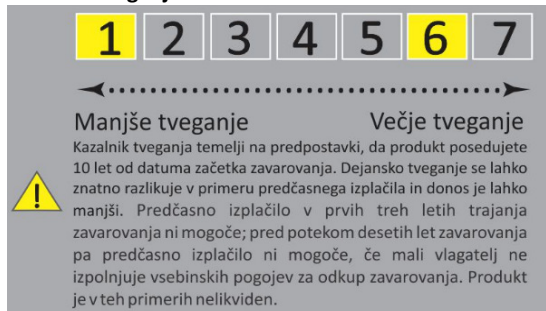 1 2 3 4 5 6 7
Manjše tveganje Večje tveganje
Kazalnik tveganja temelji na predpostavki, da produkt posedujete
10 let od datuma začetka zavarovanja. Dejansko tveganje se lahko
znatno razlikuje v primeru predčasnega izplačila in donos je lahko
manjši. Predčasno izplačilo v prvih treh letih trajanja
zavarovanja ni mogoče; pred potekom desetih let zavarovanja
pa predčasno izplačilo ni mogoče, če mali vlagatelj ne
izpolnjuje vsebinskih pogojev za odkup zavarovanja. Produkt
je v teh primerih nelikviden.